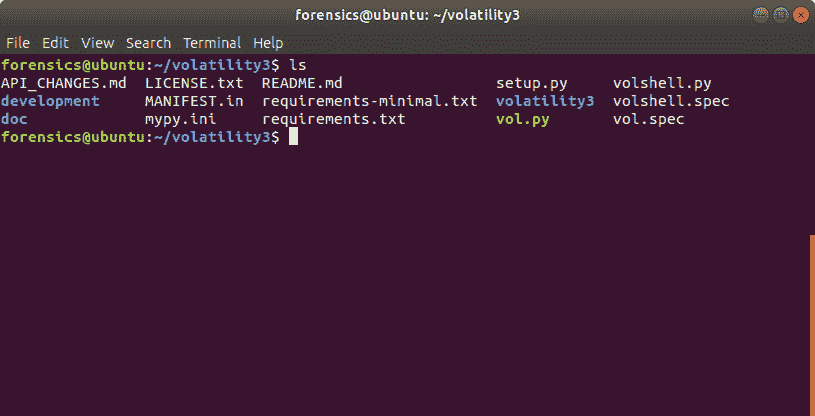 forensics@ubuntu: ~/volatility3
File Edit View Search Terminal Help
forensics@ubuntu:~/volatility3$ ls
API_CHANGES.md LICENSE.txt README.md setup.py volshell.py
development MANIFEST.in requirements-minimal.txt volatility3 volshell.spec
doc mypy.ini requirements.txt vol.py vol.spec
forensics@ubuntu:~/volatility3$